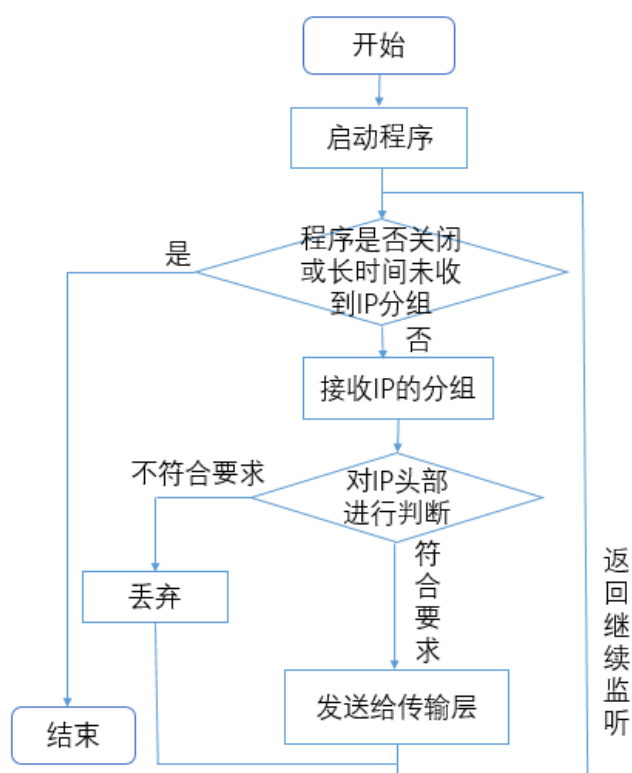 开始
启动程序
程序是否关闭
或长时间未收
到IP分组
是
否
接收IP的分组
不符合要求
对IP头部
进行判断
符
合
要
求
丢弃
返
回
继
续
监
听
发送给传输层
结束